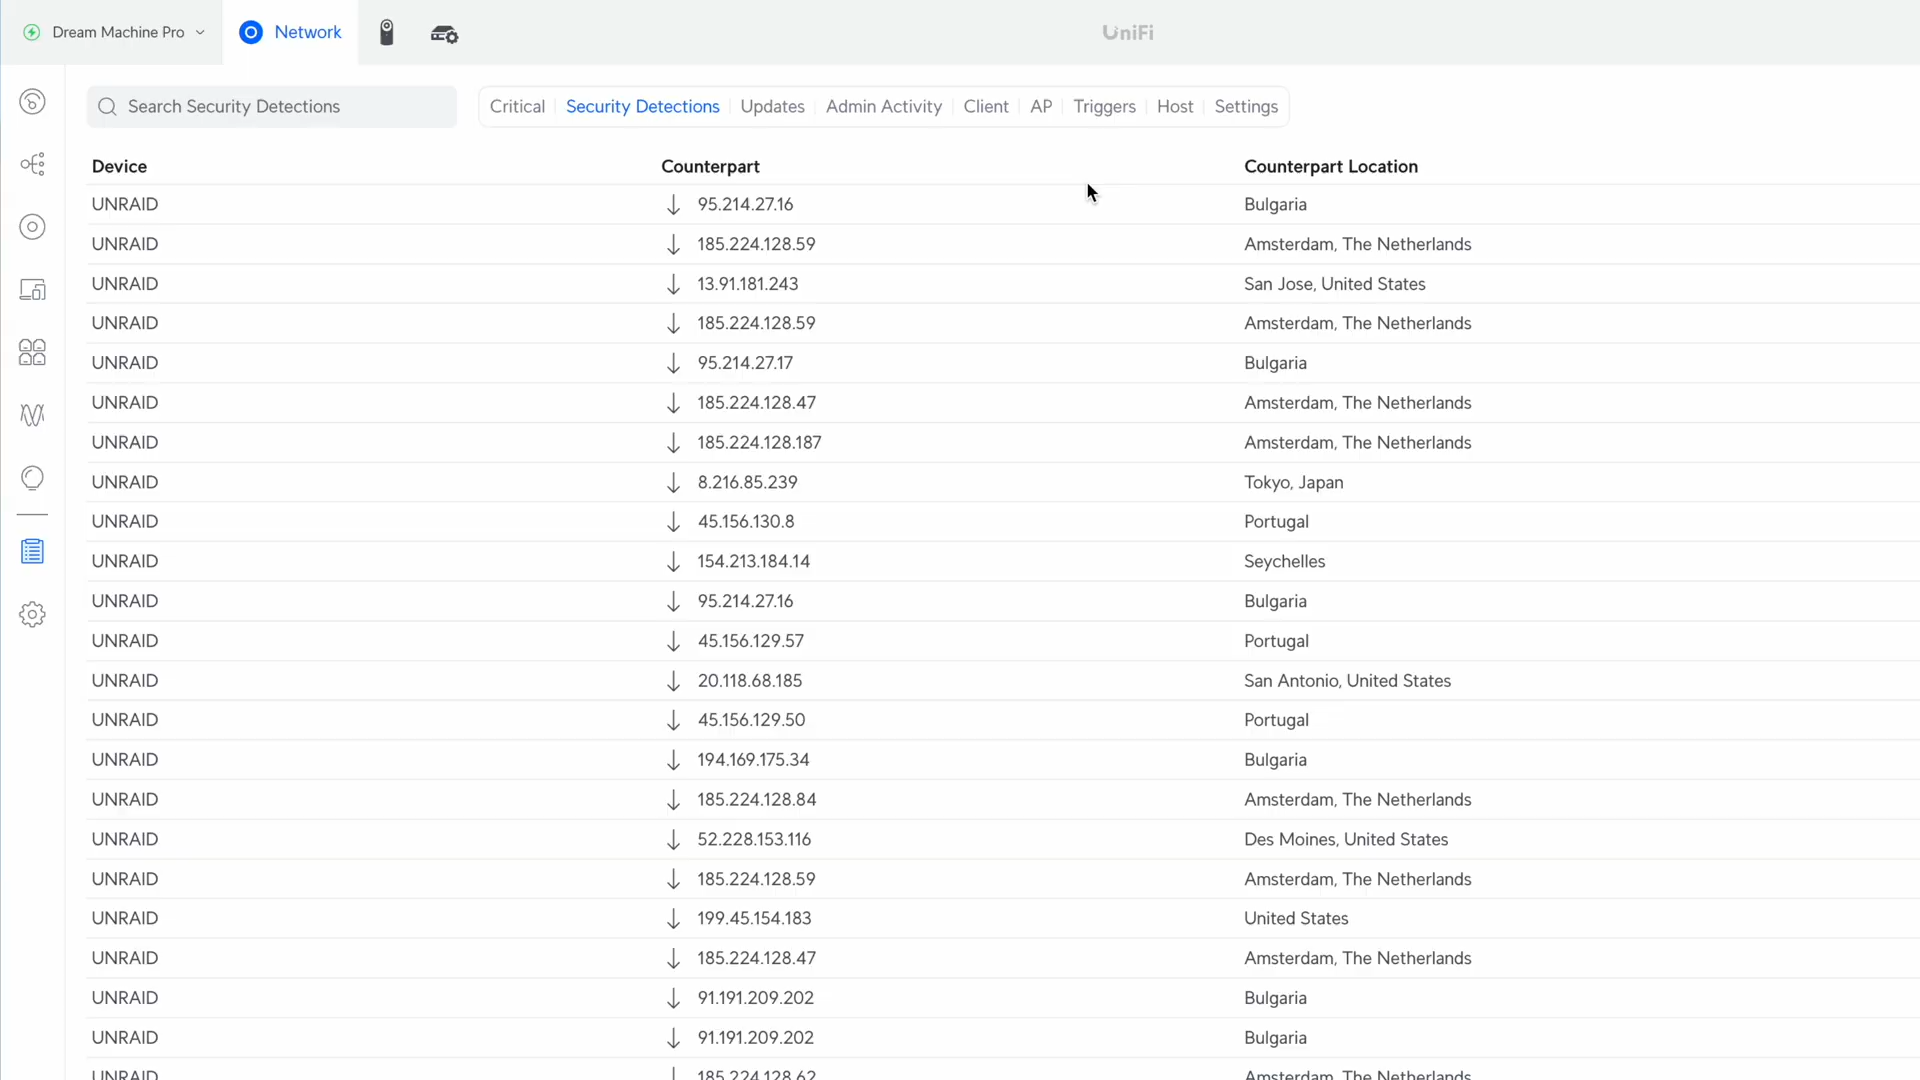 Dream Machine Pro
Network
UniFi
Search Security Detections
Critical Security Detections Updates Admin Activity Client AP Triggers Host Settings
Device Counterpart Counterpart Location
UNRAID 95.214.27.16 Bulgaria
UNRAID 185.224.128.59 Amsterdam, The Netherlands
UNRAID 13.91.181.243 San Jose, United States
UNRAID 185.224.128.59 Amsterdam, The Netherlands
UNRAID 95.214.27.17 Bulgaria
UNRAID 185.224.128.47 Amsterdam, The Netherlands
UNRAID 185.224.128.187 Amsterdam, The Netherlands
UNRAID 8.216.85.239 Tokyo, Japan
UNRAID 45.156.130.8 Portugal
UNRAID 154.213.184.14 Seychelles
UNRAID 95.214.27.16 Bulgaria
UNRAID 45.156.129.57 Portugal
UNRAID 20.118.68.185 San Antonio, United States
UNRAID 45.156.129.50 Portugal
UNRAID 194.169.175.34 Bulgaria
UNRAID 185.224.128.84 Amsterdam, The Netherlands
UNRAID 52.228.153.116 Des Moines, United States
UNRAID 185.224.128.59 Amsterdam, The Netherlands
UNRAID 199.45.154.183 United States
UNRAID 185.224.128.47 Amsterdam, The Netherlands
UNRAID 91.191.209.202 Bulgaria
UNRAID 91.191.209.202 Bulgaria
UNRAID 185.224.128.62 Amsterdam, The Netherlands